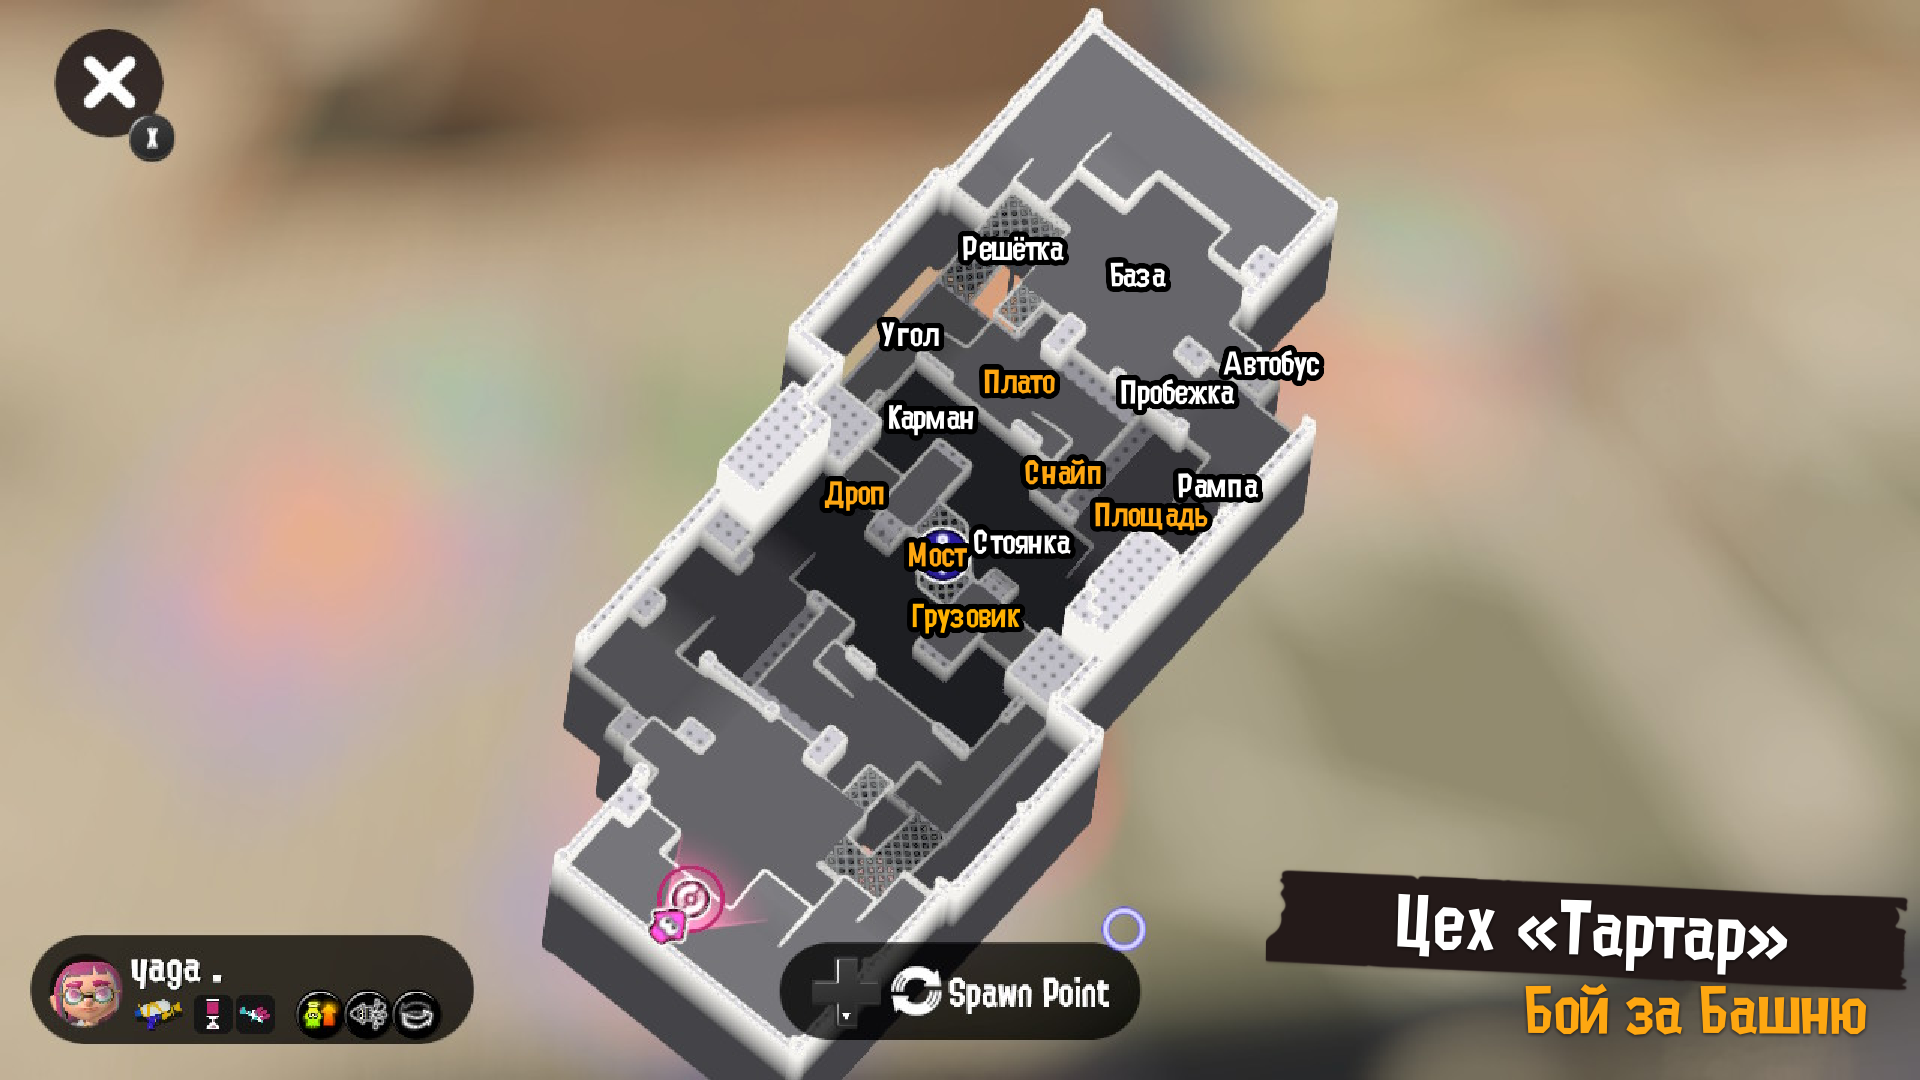 X
Решётка
База
Угол
Автобус
Плато
Пробежка
Карман
Снайп
Рампа
Дроп
Площадь
Стоянка
Мост
Грузовик
Цех «Тартар»
Бой за Башню
yaga .
Spawn Point